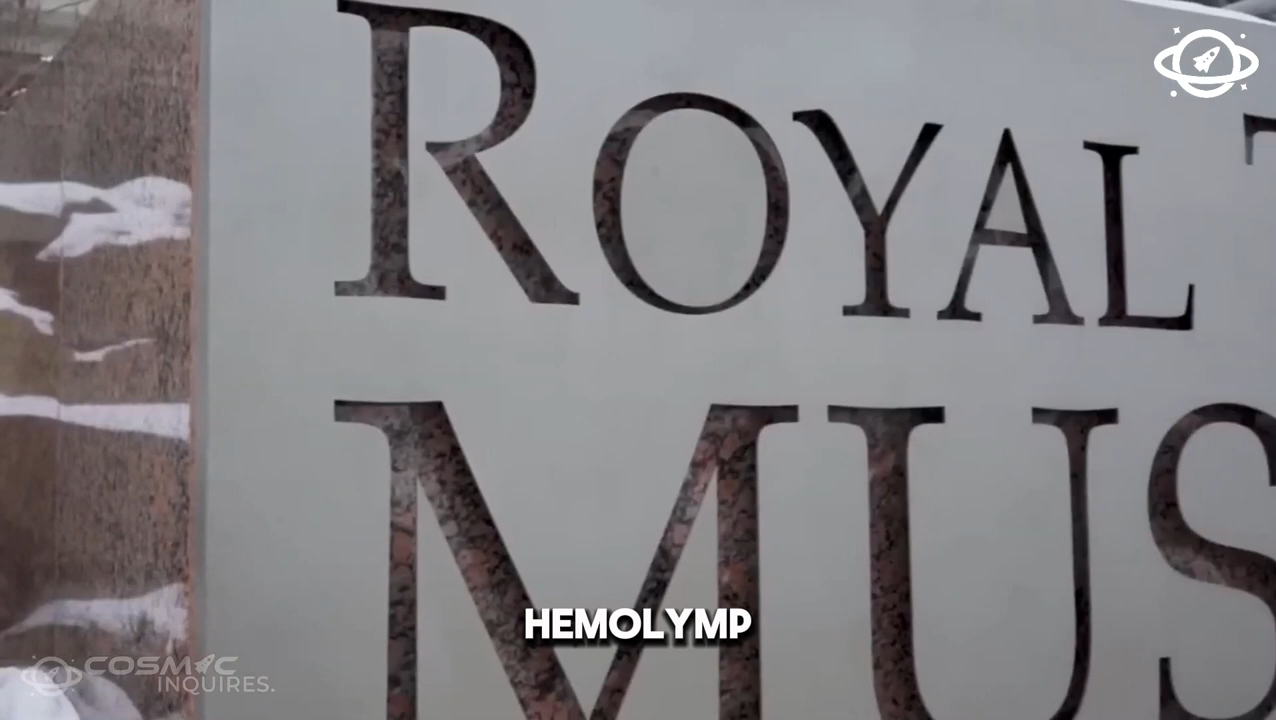 ROYAL T
MUS
HEMOLYMP
COSMIC
INQUIRES.